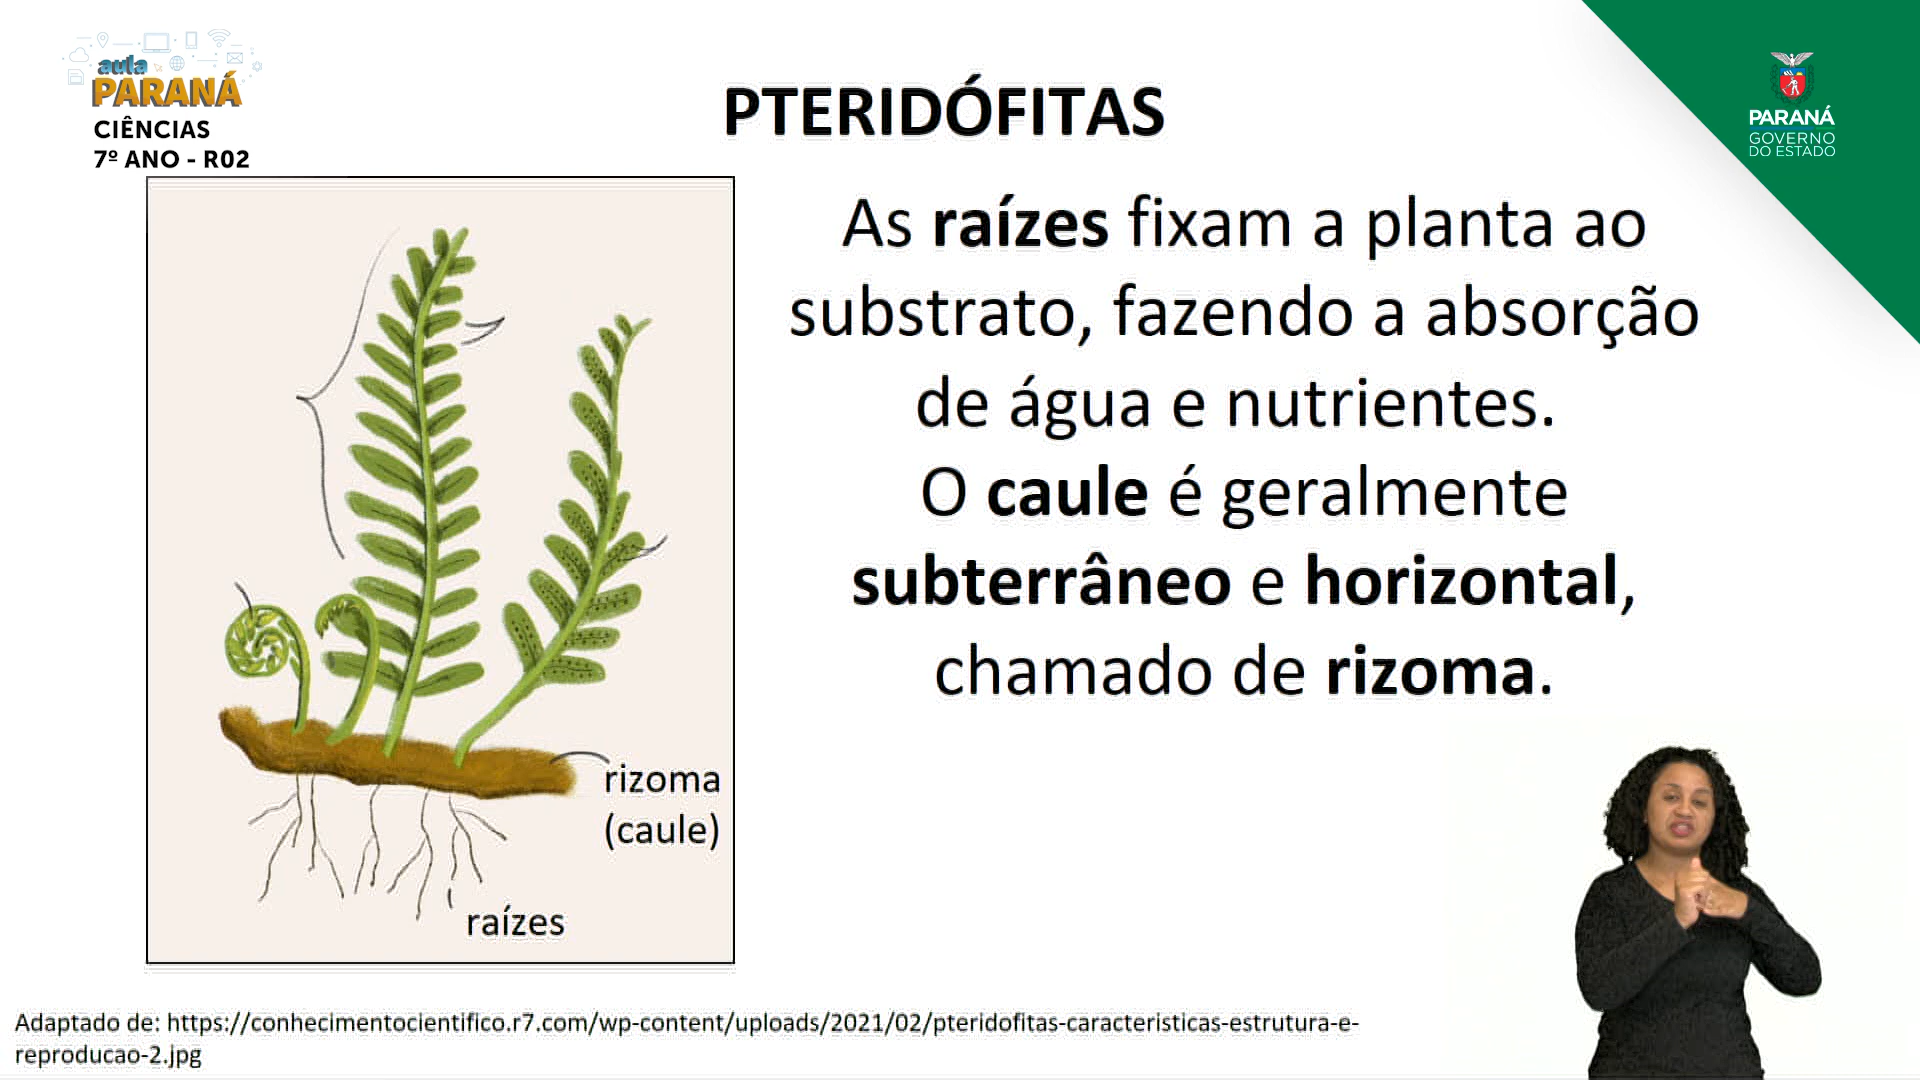 aula
PARANÁ
CIÊNCIAS
7º ANO - R02
PTERIDÓFITAS
PARANÁ
GOVERNO
DO ESTADO
As raízes fixam a planta ao
substrato, fazendo a absorção
de água e nutrientes.
O caule é geralmente
subterrâneo e horizontal,
chamado de rizoma.
rizoma
(caule)
raízes
Adaptado de: https://conhecimentocientifico.r7.com/wp-content/uploads/2021/02/pteridofitas-caracteristicas-estrutura-e-
reproducao-2.jpg